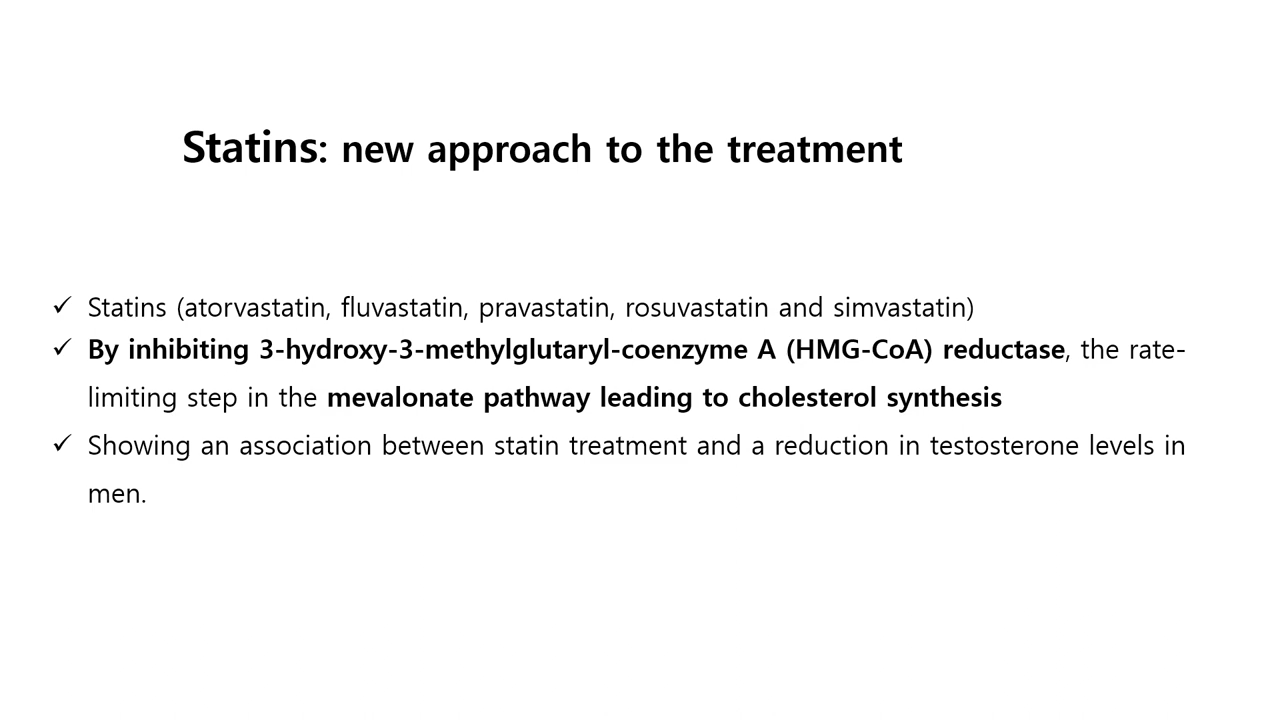 Statins: new approach to the treatment
✓ Statins (atorvastatin, fluvastatin, pravastatin, rosuvastatin and simvastatin)
✓ By inhibiting 3-hydroxy-3-methylglutaryl-coenzyme A (HMG-CoA) reductase, the rate-
limiting step in the mevalonate pathway leading to cholesterol synthesis
✓ Showing an association between statin treatment and a reduction in testosterone levels in
men.